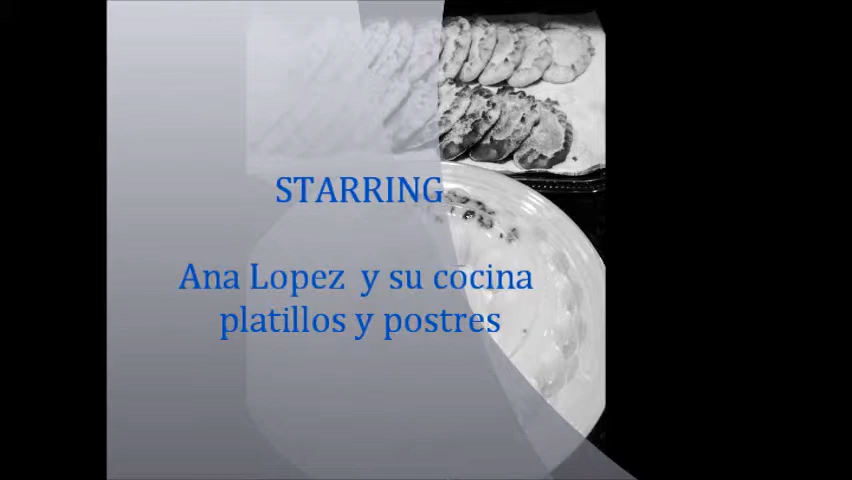 STARRING
Ana Lopez y su cocina
platillos y postres